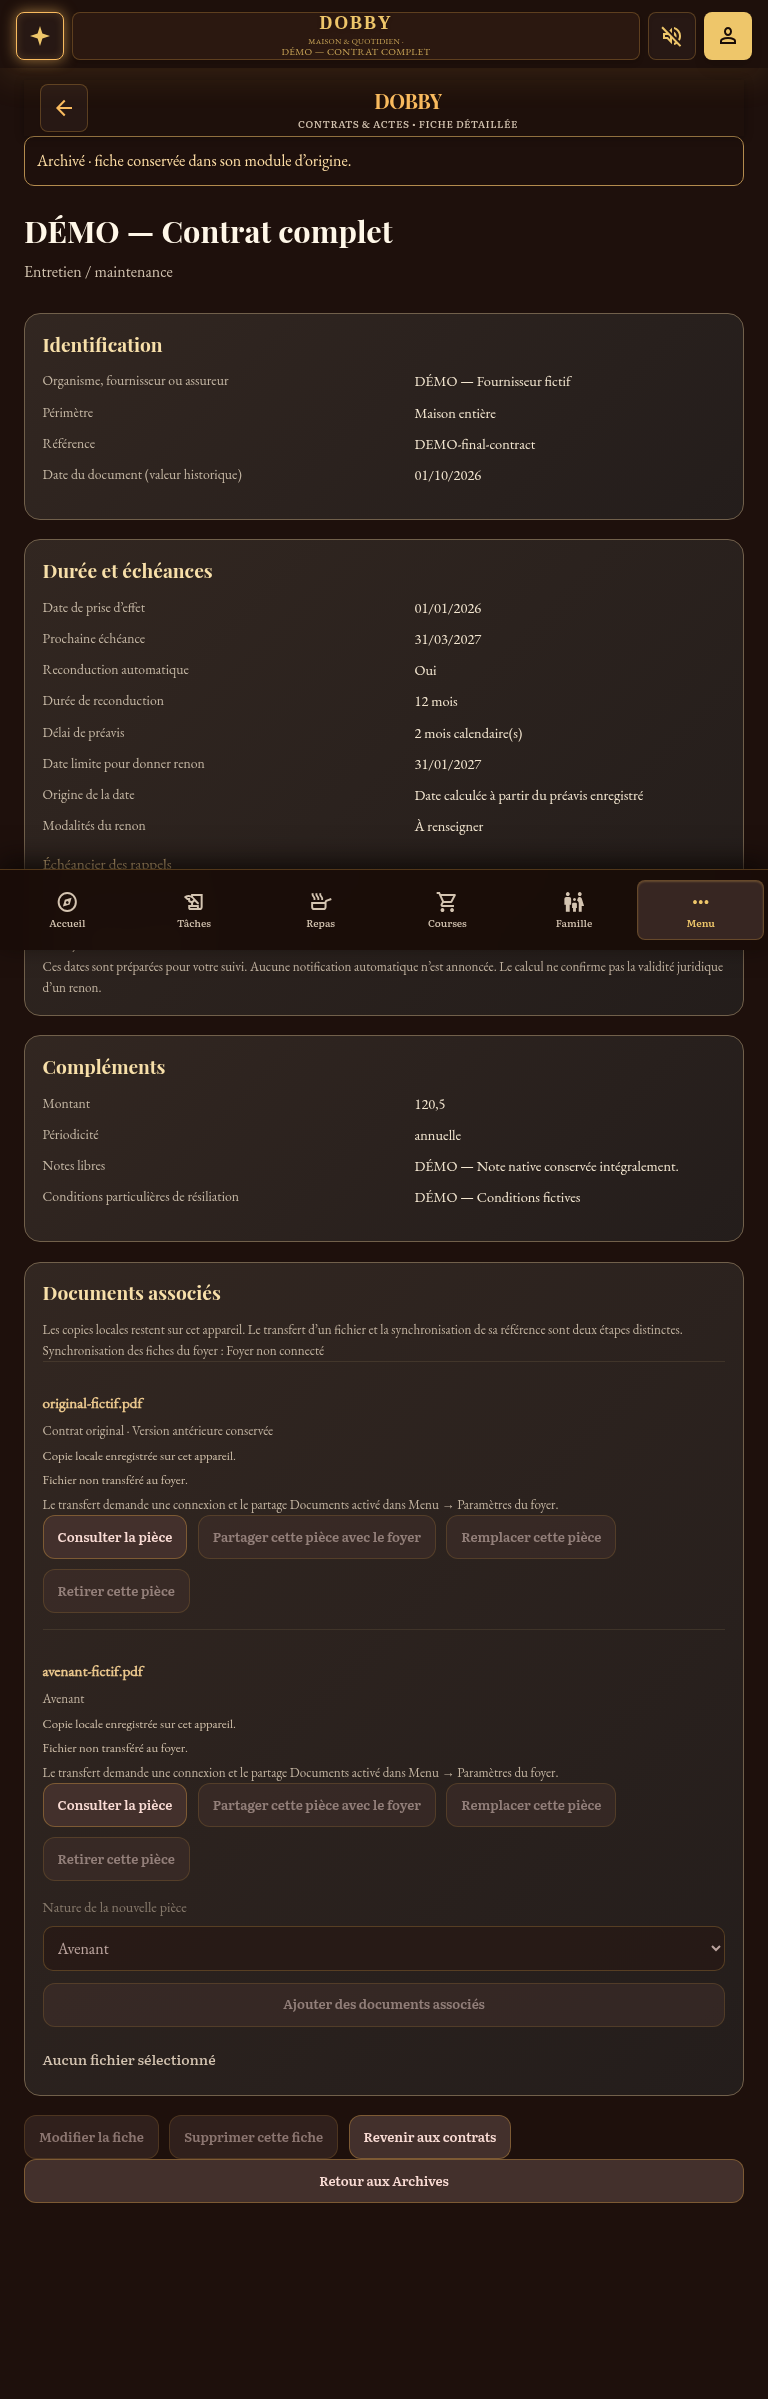 DOBBY
MAISON & QUOTIDIEN ·
DÉMO — CONTRAT COMPLET
DOBBY
CONTRATS & ACTES • FICHE DÉTAILLÉE
Archivé · fiche conservée dans son module d’origine.
DÉMO — Contrat complet
Entretien / maintenance
Identification
Organisme, fournisseur ou assureur DÉMO — Fournisseur fictif
Périmètre Maison entière
Référence DEMO-final-contract
Date du document (valeur historique) 01/10/2026
Durée et échéances
Date de prise d’effet 01/01/2026
Prochaine échéance 31/03/2027
Reconduction automatique Oui
Durée de reconduction 12 mois
Délai de préavis 2 mois calendaire(s)
Date limite pour donner renon 31/01/2027
Origine de la date Date calculée à partir du préavis enregistré
Modalités du renon À renseigner
Échéancier des rappels
Accueil Tâches Repas Courses Famille Menu
Ces dates sont préparées pour votre suivi. Aucune notification automatique n’est annoncée. Le calcul ne confirme pas la validité juridique
d’un renon.
Compléments
Montant 120,5
Périodicité annuelle
Notes libres DÉMO — Note native conservée intégralement.
Conditions particulières de résiliation DÉMO — Conditions fictives
Documents associés
Les copies locales restent sur cet appareil. Le transfert d’un fichier et la synchronisation de sa référence sont deux étapes distinctes.
Synchronisation des fiches du foyer : Foyer non connecté
original-fictif.pdf
Contrat original · Version antérieure conservée
Copie locale enregistrée sur cet appareil.
Fichier non transféré au foyer.
Le transfert demande une connexion et le partage Documents activé dans Menu → Paramètres du foyer.
Consulter la pièce Partager cette pièce avec le foyer Remplacer cette pièce
Retirer cette pièce
avenant-fictif.pdf
Avenant
Copie locale enregistrée sur cet appareil.
Fichier non transféré au foyer.
Le transfert demande une connexion et le partage Documents activé dans Menu → Paramètres du foyer.
Consulter la pièce Partager cette pièce avec le foyer Remplacer cette pièce
Retirer cette pièce
Nature de la nouvelle pièce
Avenant
Ajouter des documents associés
Aucun fichier sélectionné
Modifier la fiche Supprimer cette fiche Revenir aux contrats
Retour aux Archives